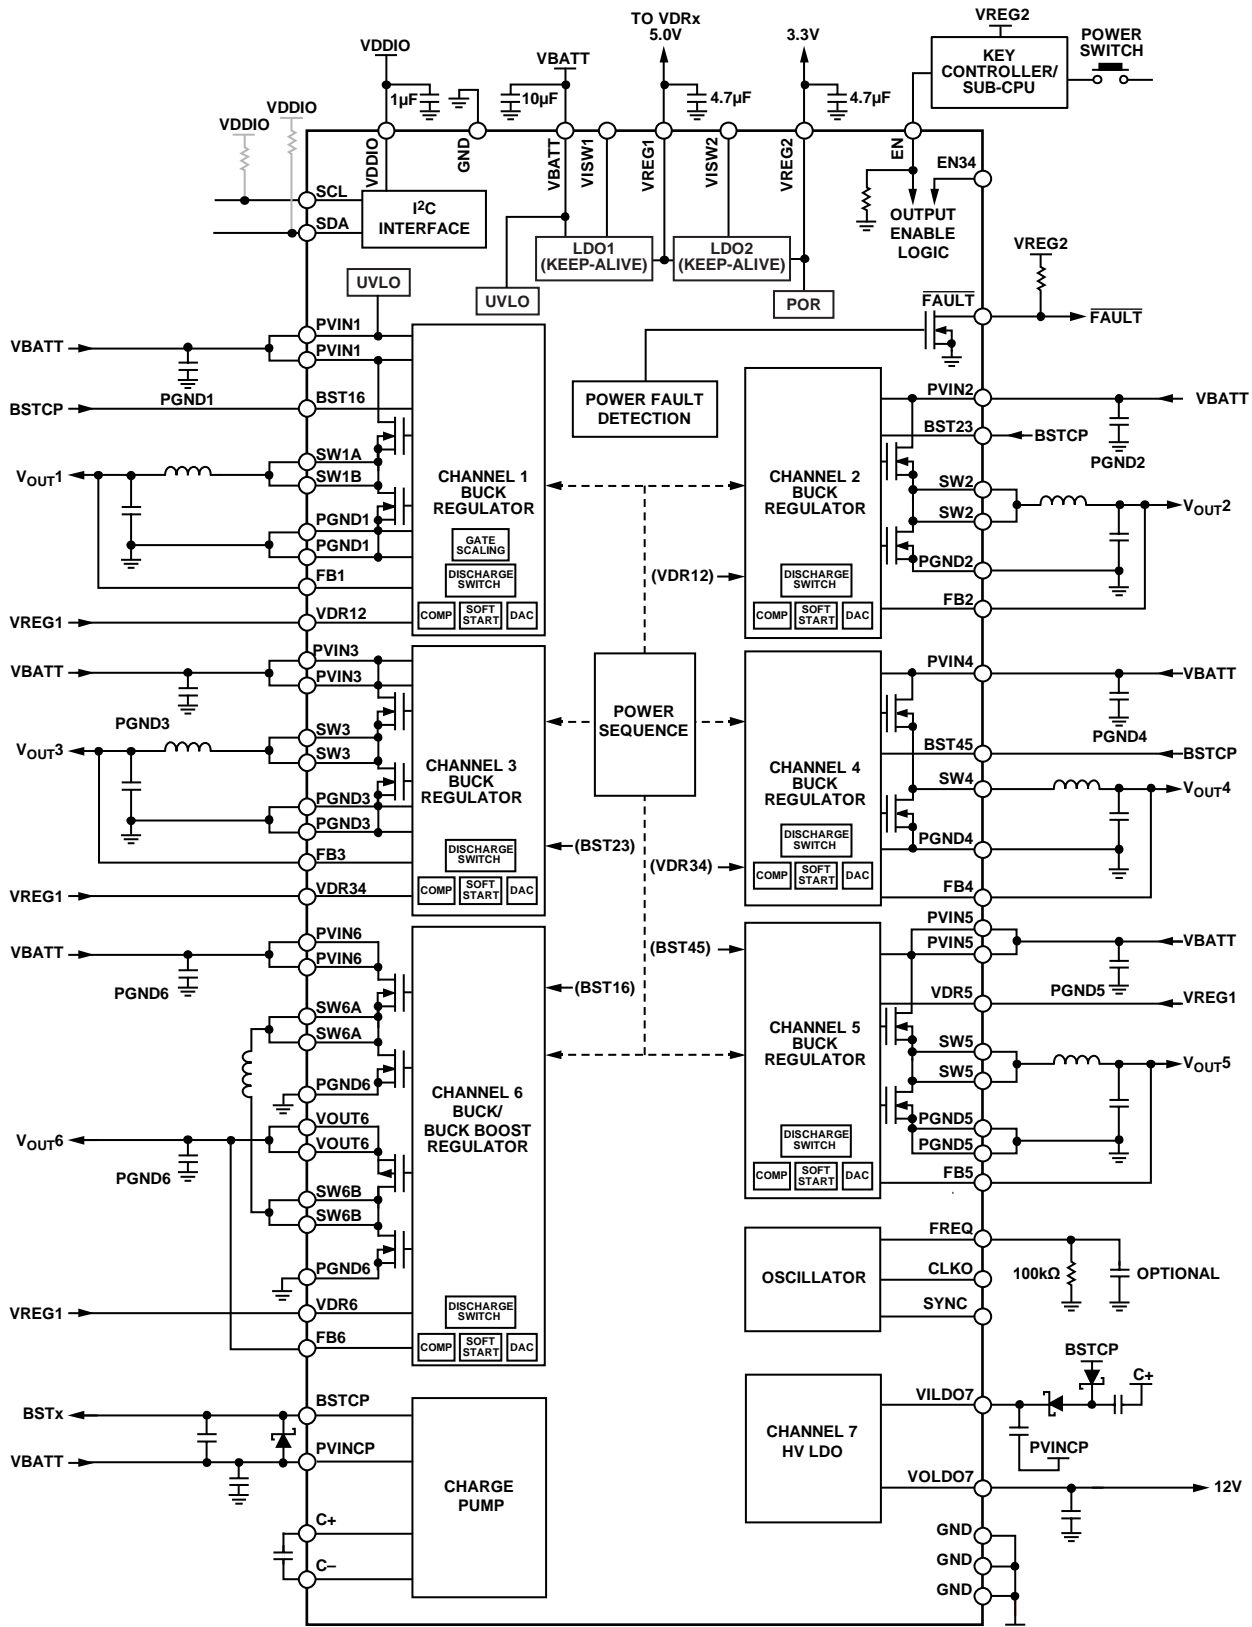 TO VDRx
5.0V
3.3V
VREG2
POWER
SWITCH
KEY
CONTROLLER/
SUB-CPU
VDDIO
VBATT
1µF
10µF
4.7µF
4.7µF
VDDIO
VDDIO
VDDIO
GND
VBATT
VISW1
VREG1
VISW2
VREG2
EN
EN34
SCL
SDA
I2C
INTERFACE
LDO1
(KEEP-ALIVE)
LDO2
(KEEP-ALIVE)
OUTPUT
ENABLE
LOGIC
VREG2
UVLO
UVLO
POR
FAULT
FAULT
POWER FAULT
DETECTION
VBATT
PVIN1
PVIN1
PGND1
BSTCP
BST16
VOUT1
SW1A
SW1B
PGND1
PGND1
FB1
VREG1
VDR12
CHANNEL 1
BUCK
REGULATOR
GATE
SCALING
DISCHARGE
SWITCH
COMP
SOFT
START
DAC
CHANNEL 2
BUCK
REGULATOR
(VDR12)
DISCHARGE
SWITCH
COMP
SOFT
START
DAC
PVIN2
VBATT
BST23
BSTCP
PGND2
SW2
SW2
VOUT2
PGND2
FB2
VBATT
PVIN3
PVIN3
PGND3
VOUT3
SW3
SW3
PGND3
PGND3
FB3
VREG1
VDR34
CHANNEL 3
BUCK
REGULATOR
(BST23)
DISCHARGE
SWITCH
COMP
SOFT
START
DAC
POWER
SEQUENCE
CHANNEL 4
BUCK
REGULATOR
(VDR34)
DISCHARGE
SWITCH
COMP
SOFT
START
DAC
PVIN4
VBATT
PGND4
BST45
BSTCP
SW4
VOUT4
PGND4
FB4
VBATT
PVIN6
PVIN6
PGND6
SW6A
SW6A
PGND6
VOUT6
VOUT6
VOUT6
PGND6
SW6B
SW6B
PGND6
VREG1
VDR6
FB6
(BST16)
CHANNEL 6
BUCK/
BUCK BOOST
REGULATOR
DISCHARGE
SWITCH
COMP
SOFT
START
DAC
(BST45)
CHANNEL 5
BUCK
REGULATOR
DISCHARGE
SWITCH
COMP
SOFT
START
DAC
PVIN5
PVIN5
VBATT
PGND5
VDR5
VREG1
SW5
SW5
VOUT5
PGND5
PGND5
FB5
OSCILLATOR
FREQ
CLKO
SYNC
100kΩ
OPTIONAL
BSTx
BSTCP
VBATT
PVINCP
C+
C–
CHARGE
PUMP
CHANNEL 7
HV LDO
BSTCP
C+
VILDO7
PVINCP
VOLDO7
12V
GND
GND
GND